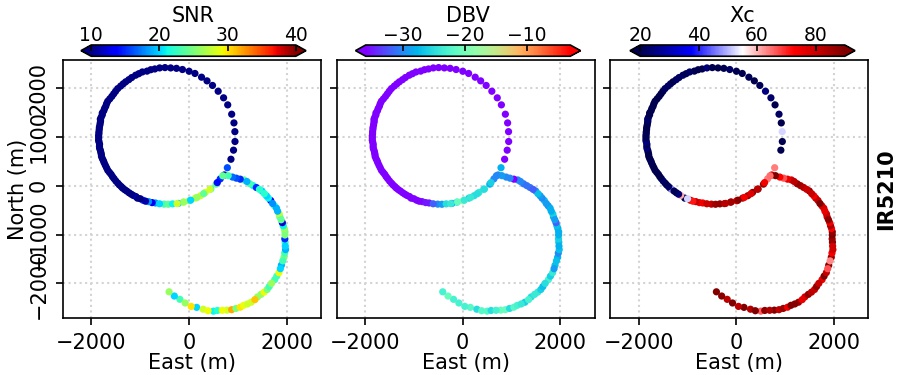 SNR DBV Xc
10 20 30 40 −30 −20 −10 20 40 60 80
2000
1000
0
−1000
−2000
North (m)
−2000 0 2000 −2000 0 2000 −2000 0 2000
East (m) East (m) East (m)
IR5210